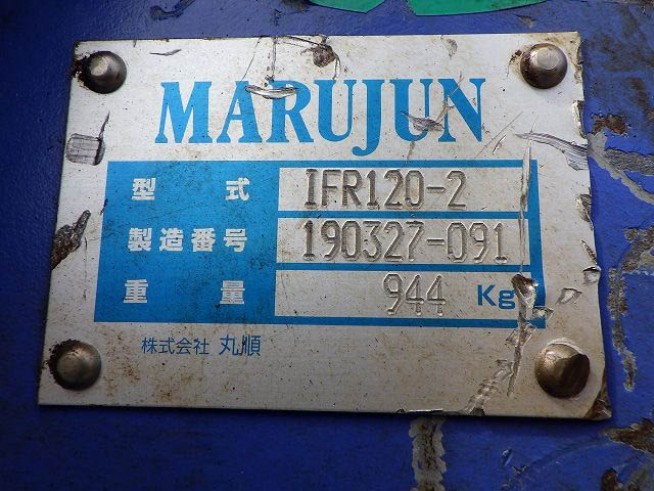 MARUJUN
型式 IFR120-2
製造番号 190327-091
重量 944 Kg
株式会社 丸順